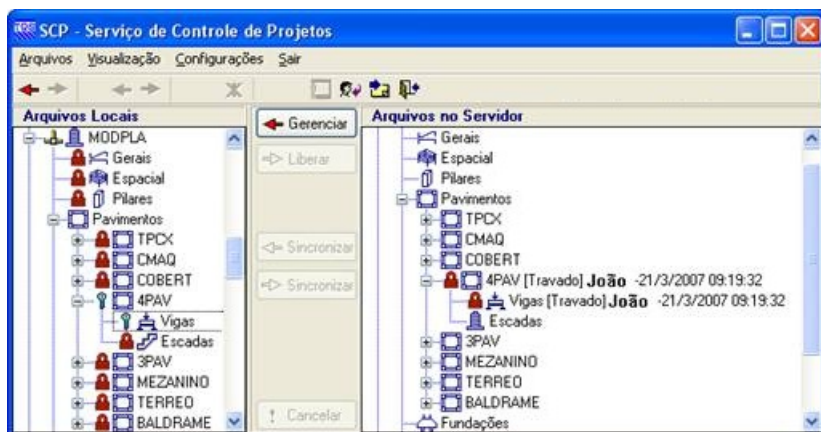 TQS SCP - Serviço de Controle de Projetos
Arquivos Visualização Configurações Sair
Arquivos Locais
MODPLA
Gerais
Espacial
Pilares
Pavimentos
TPCX
CMAQ
COBERT
4PAV
Vigas
Escadas
3PAV
MEZANINO
TERREO
BALDRAME
Gerenciar
Liberar
Sincronizar
Sincronizar
Cancelar
Arquivos no Servidor
Gerais
Espacial
Pilares
Pavimentos
TPCX
CMAQ
COBERT
4PAV [Travado] João -21/3/2007 09:19:32
Vigas [Travado] João -21/3/2007 09:19:32
Escadas
3PAV
MEZANINO
TERREO
BALDRAME
Fundações